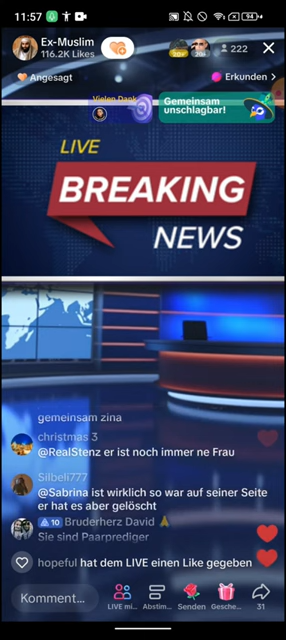 11:57
94
Ex-Muslim
116.2K Likes
20+
20+
222
Angesagt
Erkunden >
Vielen Dank
Gemeinsam
unschlagbar!
LIVE
BREAKING
NEWS
gemeinsam zina
christmas 3
@RealStenz er ist noch immer ne Frau
Silbeli777
@Sabrina ist wirklich so war auf seiner Seite
er hat es aber gelöscht
10 Bruderherz David
Sie sind Paarprediger
hopeful hat dem LIVE einen Like gegeben
Komment...
LIVE mi...
Abstim...
Senden
Gesche...
31